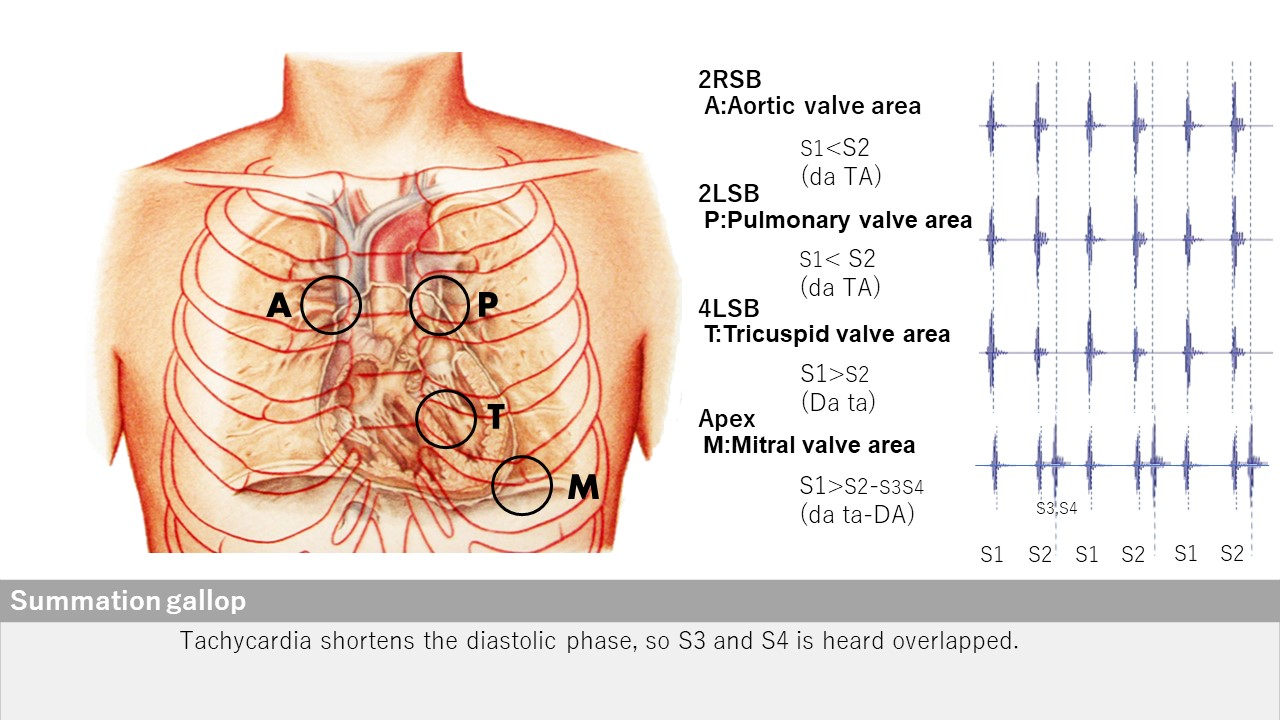 A
P
T
M
2RSB
A:Aortic valve area
S1<S2
(da TA)
2LSB
P:Pulmonary valve area
S1< S2
(da TA)
4LSB
T:Tricuspid valve area
S1>S2
(Da ta)
Apex
M:Mitral valve area
S1>S2-S3S4
(da ta-DA)
S3,S4
S1 S2 S1 S2 S1 S2
Summation gallop
Tachycardia shortens the diastolic phase, so S3 and S4 is heard overlapped.